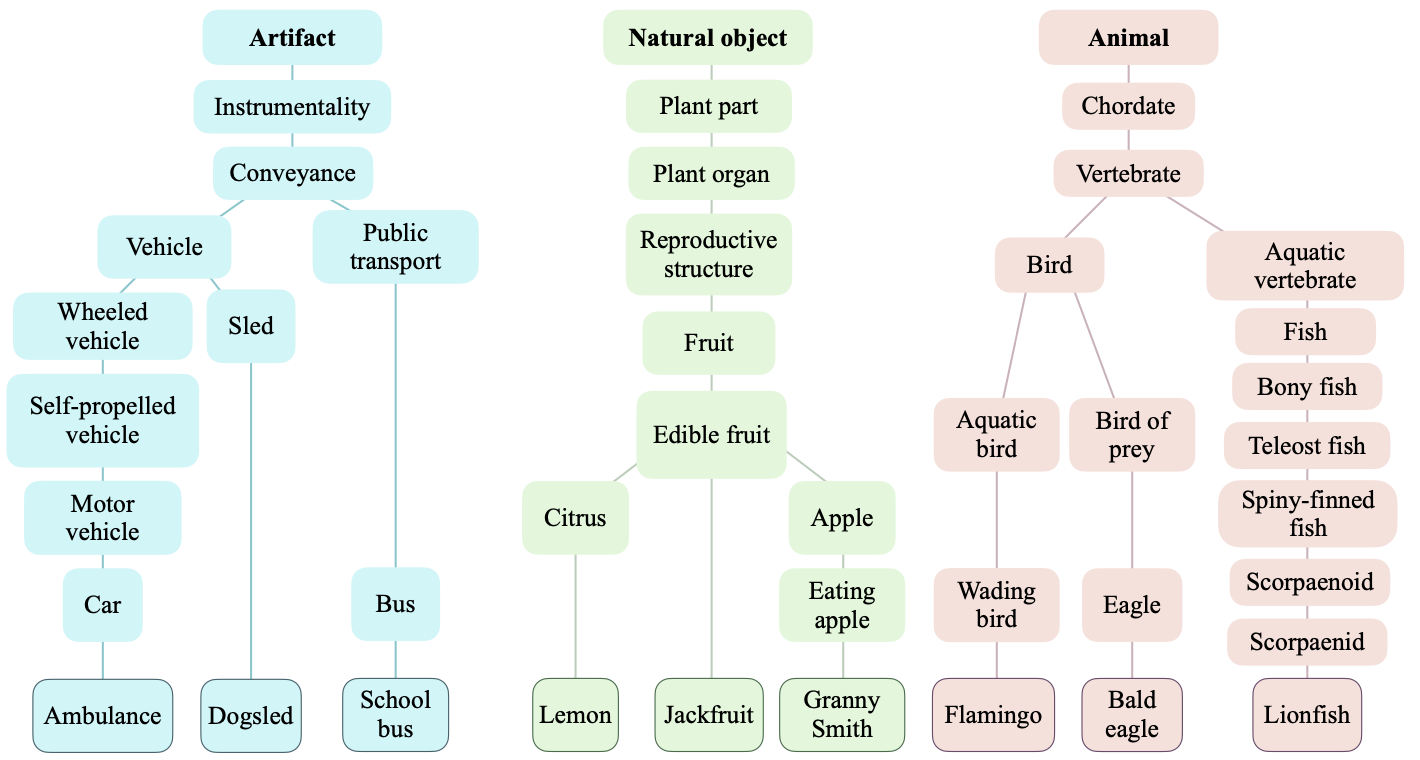 Artifact
Instrumentality
Conveyance
Vehicle
Public
transport
Wheeled
vehicle
Sled
Self-propelled
vehicle
Motor
vehicle
Car
Bus
Ambulance
Dogsled
School
bus
Natural object
Plant part
Plant organ
Reproductive
structure
Fruit
Edible fruit
Citrus
Apple
Eating
apple
Lemon
Jackfruit
Granny
Smith
Animal
Chordate
Vertebrate
Bird
Aquatic
vertebrate
Fish
Bony fish
Aquatic
bird
Bird of
prey
Teleost fish
Spiny-finned
fish
Wading
bird
Eagle
Scorpaenoid
Scorpaenid
Flamingo
Bald
eagle
Lionfish